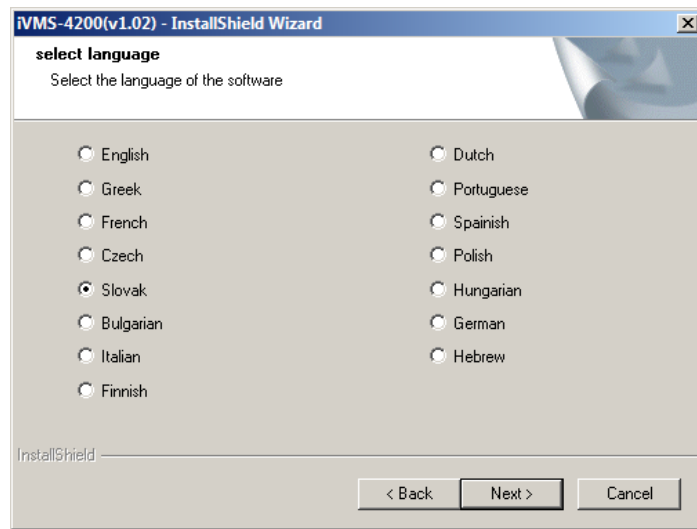 iVMS-4200(v1.02) - InstallShield Wizard
select language
Select the language of the software
English
Greek
French
Czech
Slovak
Bulgarian
Italian
Finnish
Dutch
Portuguese
Spainish
Polish
Hungarian
German
Hebrew
InstallShield
< Back
Next >
Cancel